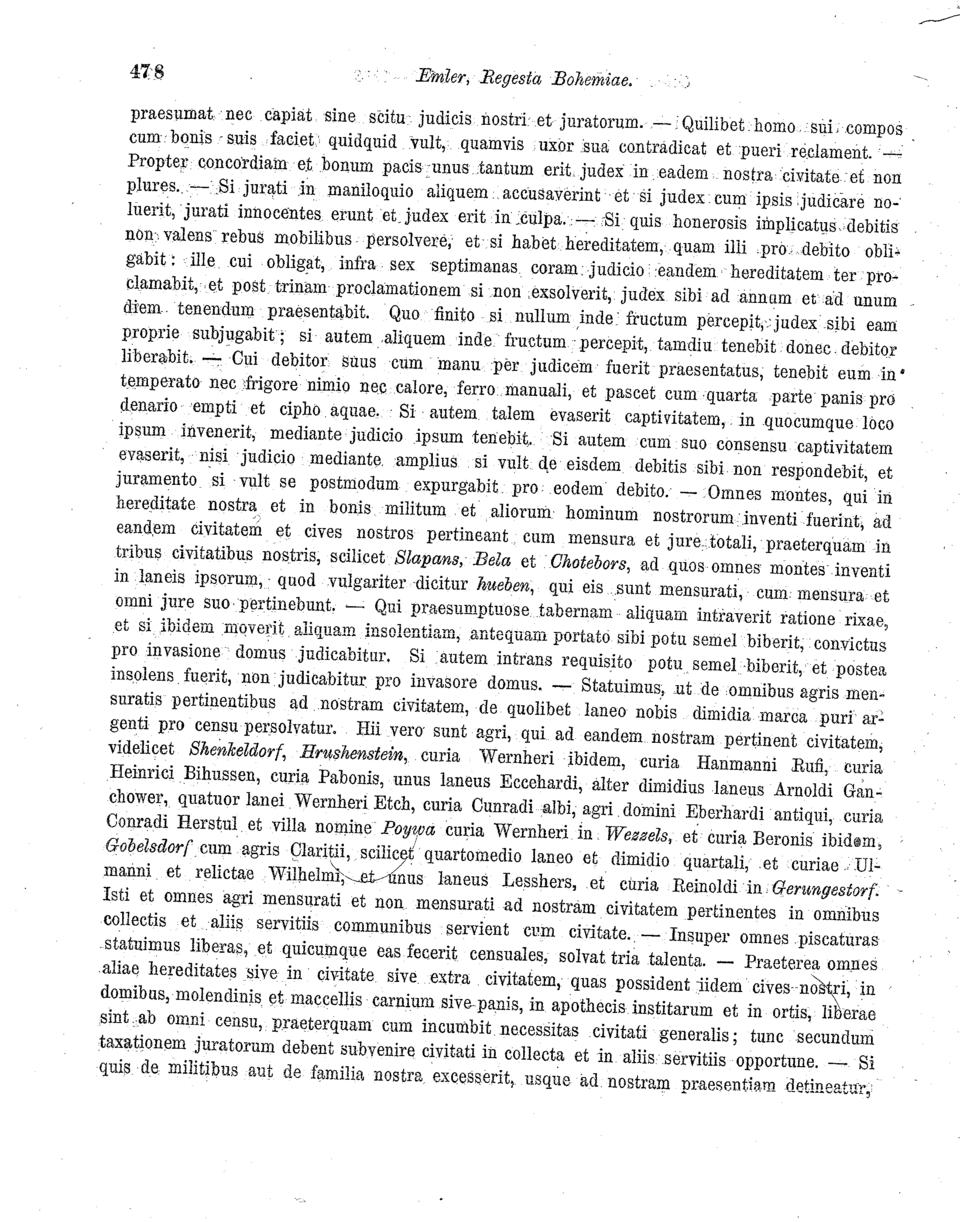 478
Emler, Regesta Bohemiae.
praesumat nec capiat sine scitu judicis nostri et juratorum. — Quilibet homo sui compos
cum bonis suis faciet quidquid vult, quamvis uxor sua contradicat et pueri reclament. —
Propter concordiam et bonum pacis unus tantum erit judex in eadem nostra civitate et non
plures. — Si jurati in maniloquio aliquem accusaverint et si judex cum ipsis judicare no-
luerit, jurati innocentes erunt et judex erit in culpa. — Si quis honerosis implicatus debitis
non valens rebus mobilibus persolvere, et si habet hereditatem, quam illi pro debito obli-
gabit: ille cui obligat, infra sex septimanas coram judicio eandem hereditatem ter pro-
clamabit, et post trinam proclamationem si non exsolverit, judex sibi ad annum et ad unum
diem tenendum praesentabit. Quo finito si nullum inde fructum percepit, judex sibi eam
proprie subjugabit; si autem aliquem inde fructum percepit, tamdiu tenebit donec debitor
liberabit. — Cui debitor suus cum manu per judicem fuerit praesentatus, tenebit eum in
temperato nec frigore nimio nec calore, ferro manuali, et pascet cum quarta parte panis pro
denario empti et cipho aquae. Si autem talem evaserit captivitatem, in quocumque loco
ipsum invenerit, mediante judicio ipsum tenebit. Si autem cum suo consensu captivitatem
evaserit, nisi judicio mediante amplius si vult de eisdem debitis sibi non respondebit, et
juramento si vult se postmodum expurgabit pro eodem debito. — Omnes montes, qui in
hereditate nostra et in bonis militum et aliorum hominum nostrorum inventi fuerint, ad
eandem civitatem et cives nostros pertineant cum mensura et jure totali, praeterquam in
tribus civitatibus nostris, scilicet Slapans, Bela et Chotebors, ad quos omnes montes inventi
in laneis ipsorum, quod vulgariter dicitur hueben, qui eis sunt mensurati, cum mensura et
omni jure suo pertinebunt. — Qui praesumptuose tabernam aliquam intraverit ratione rixae,
et si ibidem moverit aliquam insolentiam, antequam portato sibi potu semel biberit, convictus
pro invasione domus judicabitur. Si autem intrans requisito potu semel biberit, et postea
insolens fuerit, non judicabitur pro invasore domus. — Statuimus, ut de omnibus agris men-
suratis pertinentibus ad nostram civitatem, de quolibet laneo nobis dimidia marca puri ar-
genti pro censu persolvatur. Hii vero sunt agri, qui ad eandem nostram pertinent civitatem,
videlicet Shenkeldorf, Hrushenstein, curia Wernheri ibidem, curia Hanmanni Rufi, curia
Heinrici Bihussen, curia Pabonis, unus laneus Eccehardi, alter dimidius laneus Arnoldi Gan-
chower, quatuor lanei Wernheri Etch, curia Cunradi albi, agri domini Eberhardi antiqui, curia
Conradi Herstul et villa nomine Poywa curia Wernheri in Wezzels, et curia Beronis ibidem,
Gobelsdorf cum agris Claritii, scilicet quartomedio laneo et dimidio quartali, et curiae Ul-
manni et relictae Wilhelmi, et unus laneus Lesshers, et curia Reinoldi in Gerungestorf.
Isti et omnes agri mensurati et non mensurati ad nostram civitatem pertinentes in omnibus
collectis et aliis servitiis communibus servient cum civitate. — Insuper omnes piscaturas
statuimus liberas, et quicumque eas fecerit censuales, solvat tria talenta. — Praeterea omnes
aliae hereditates sive in civitate sive extra civitatem, quas possident iidem cives nostri, in
domibus, molendinis et maccellis carnium sive panis, in apothecis institarum et in ortis, liberae
sint ab omni censu, praeterquam cum incumbit necessitas civitati generalis; tunc secundum
taxationem juratorum debent subvenire civitati in collecta et in aliis servitiis opportune. — Si
quis de militibus aut de familia nostra excesserit, usque ad nostram praesentiam detineatur,